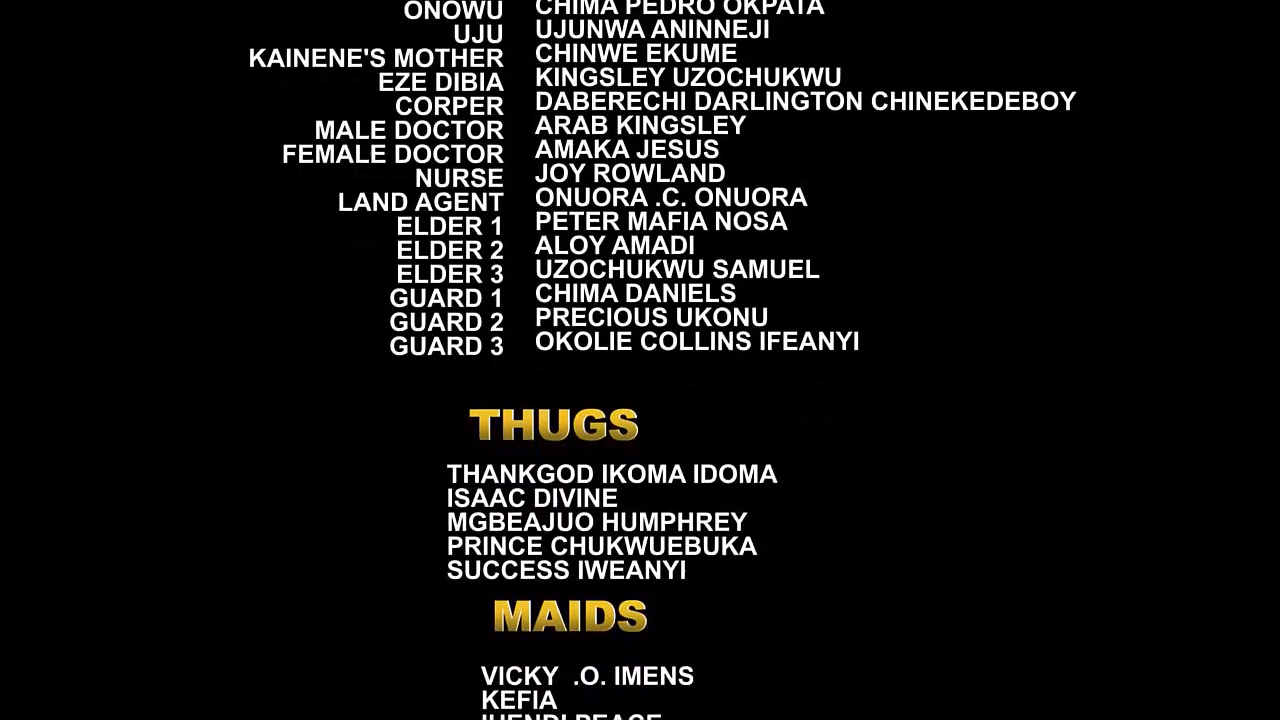 ONOWU CHIMA PEDRO OKPATA
UJU UJUNWA ANINNEJI
KAINENE'S MOTHER CHINWE EKUME
EZE DIBIA KINGSLEY UZOCHUKWU
CORPER DABERECHI DARLINGTON CHINEKEDEBOY
MALE DOCTOR ARAB KINGSLEY
FEMALE DOCTOR AMAKA JESUS
NURSE JOY ROWLAND
LAND AGENT ONUORA .C. ONUORA
ELDER 1 PETER MAFIA NOSA
ELDER 2 ALOY AMADI
ELDER 3 UZOCHUKWU SAMUEL
GUARD 1 CHIMA DANIELS
GUARD 2 PRECIOUS UKONU
GUARD 3 OKOLIE COLLINS IFEANYI
THUGS
THANKGOD IKOMA IDOMA
ISAAC DIVINE
MGBEAJUO HUMPHREY
PRINCE CHUKWUEBUKA
SUCCESS IWEANYI
MAIDS
VICKY .O. IMENS
KEFIA
PEACE